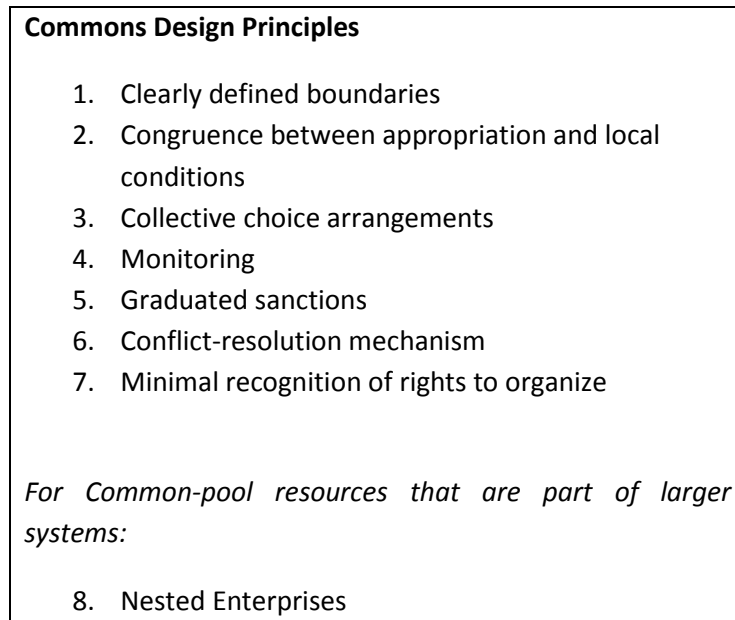 Commons Design Principles
1. Clearly defined boundaries
2. Congruence between appropriation and local
conditions
3. Collective choice arrangements
4. Monitoring
5. Graduated sanctions
6. Conflict-resolution mechanism
7. Minimal recognition of rights to organize
For Common-pool resources that are part of larger
systems:
8. Nested Enterprises